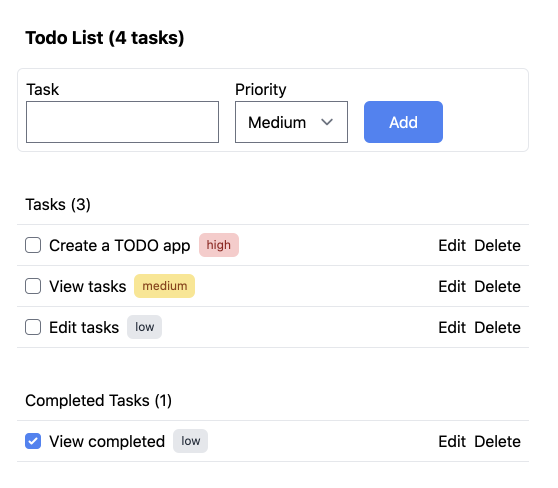 Todo List (4 tasks)
Task Priority
Medium Add
Tasks (3)
Create a TODO app high Edit Delete
View tasks medium Edit Delete
Edit tasks low Edit Delete
Completed Tasks (1)
View completed low Edit Delete